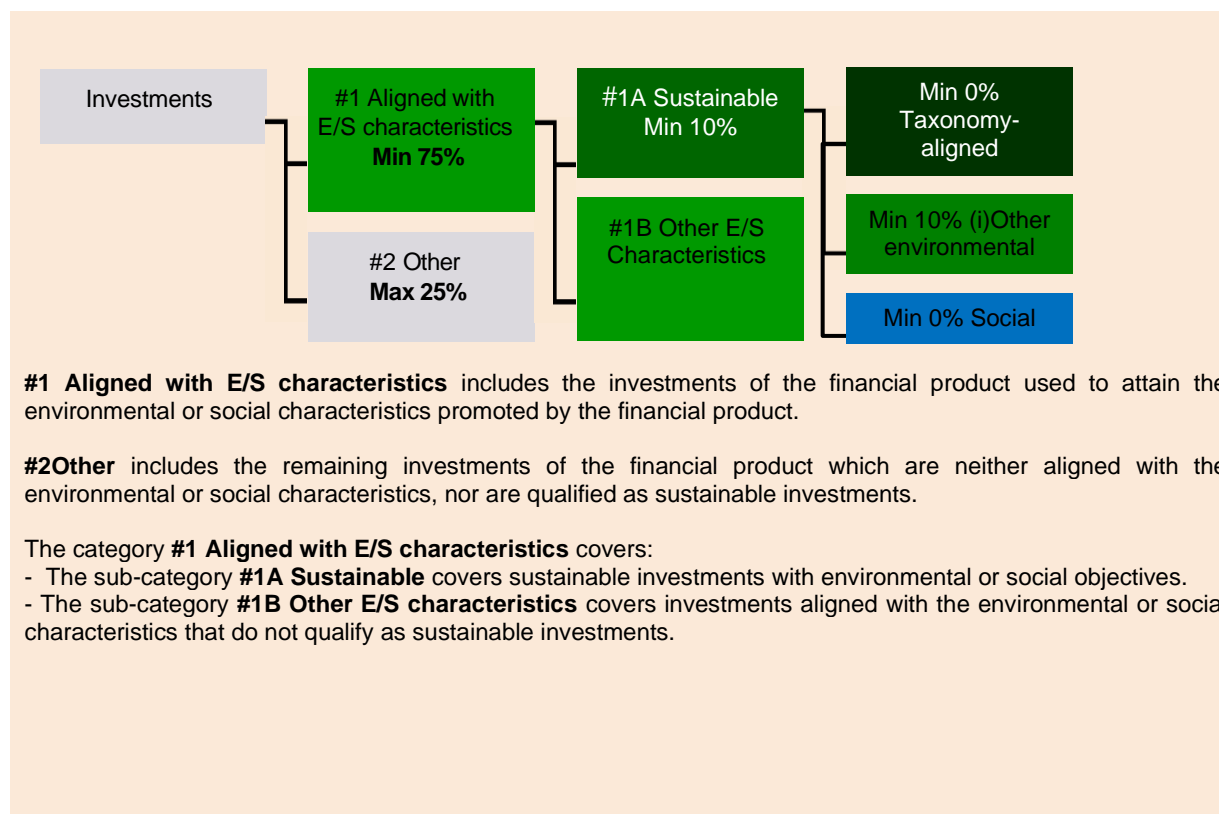 Investments
#1 Aligned with
E/S characteristics
Min 75%
#2 Other
Max 25%
#1A Sustainable
Min 10%
#1B Other E/S
Characteristics
Min 0%
Taxonomy-
aligned
Min 10% (i)Other
environmental
Min 0% Social
#1 Aligned with E/S characteristics includes the investments of the financial product used to attain the
environmental or social characteristics promoted by the financial product.
#2Other includes the remaining investments of the financial product which are neither aligned with the
environmental or social characteristics, nor are qualified as sustainable investments.
The category #1 Aligned with E/S characteristics covers:
- The sub-category #1A Sustainable covers sustainable investments with environmental or social objectives.
- The sub-category #1B Other E/S characteristics covers investments aligned with the environmental or social
characteristics that do not qualify as sustainable investments.